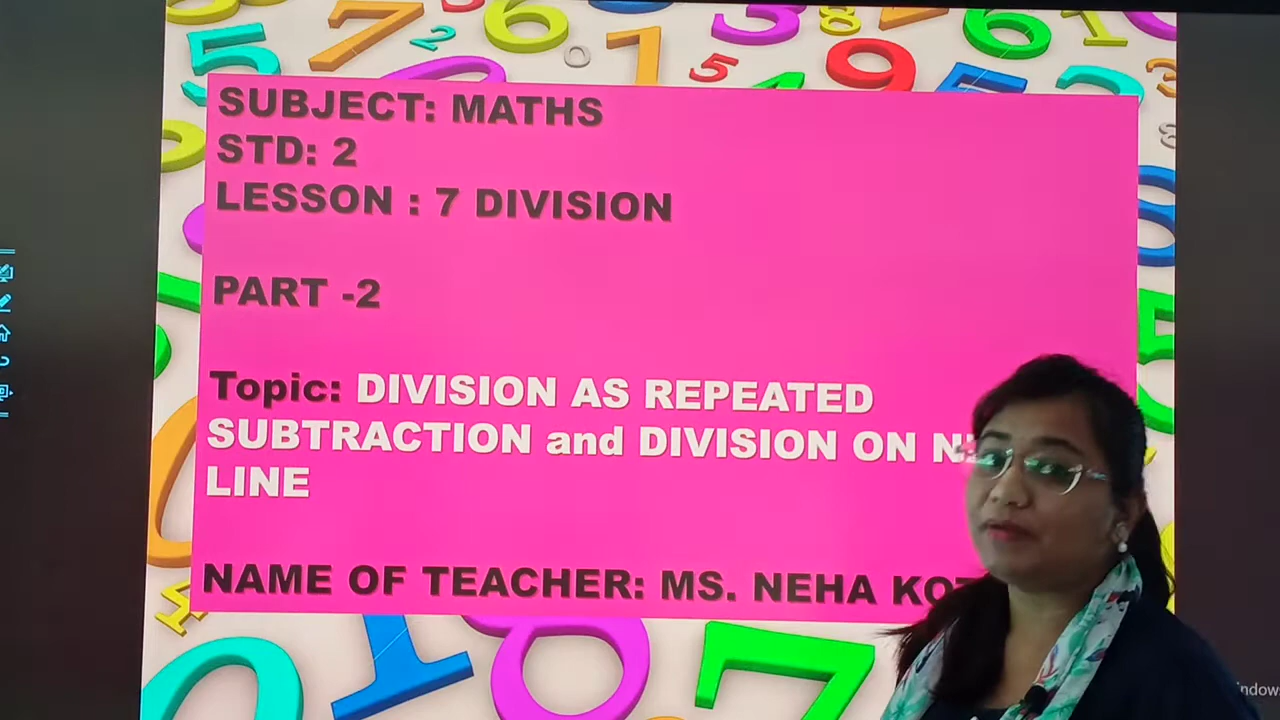 SUBJECT: MATHS
STD: 2
LESSON : 7 DIVISION
PART -2
Topic: DIVISION AS REPEATED
SUBTRACTION and DIVISION ON
LINE
NAME OF TEACHER: MS. NEHA